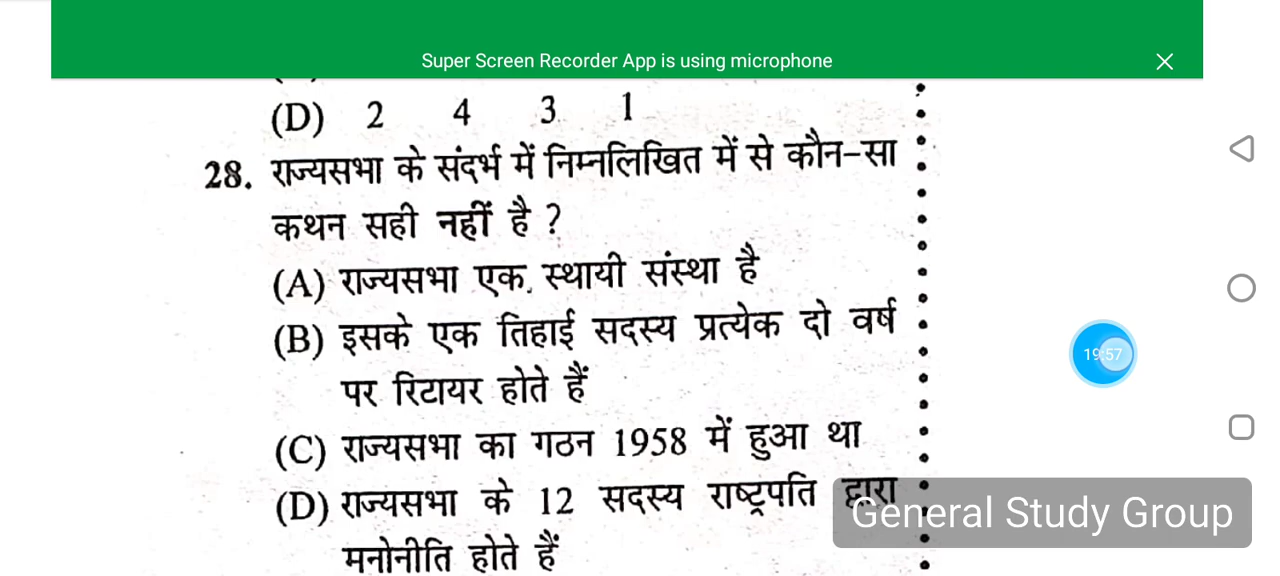 Super Screen Recorder App is using microphone
(D) 2 4 3 1
28. राज्यसभा के संदर्भ में निम्नलिखित में से कौन-सा
कथन सही नहीं है ?
(A) राज्यसभा एक स्थायी संस्था है
(B) इसके एक तिहाई सदस्य प्रत्येक दो वर्ष
पर रिटायर होते हैं
19:57
(C) राज्यसभा का गठन 1958 में हुआ था
(D) राज्यसभा के 12 सदस्य राष्ट्रपति द्वारा
General Study Group
मनोनीति होते हैं